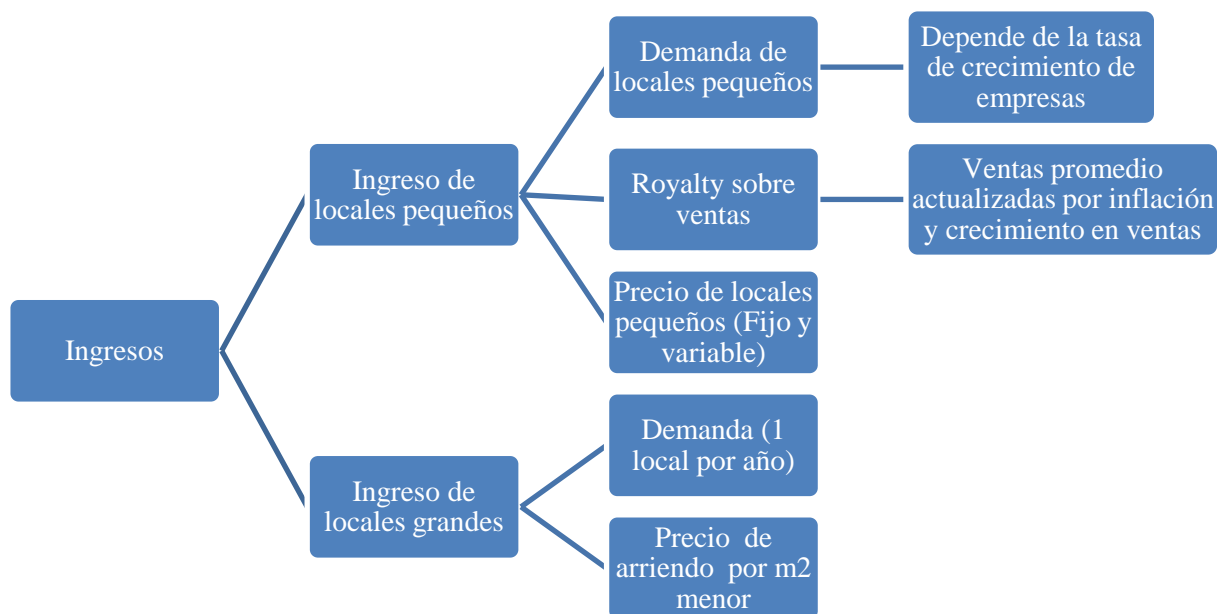 Ingresos
Ingreso de
locales pequeños
Demanda de
locales pequeños
Depende de la tasa
de crecimiento de
empresas
Royalty sobre
ventas
Ventas promedio
actualizadas por inflación
y crecimiento en ventas
Precio de locales
pequeños (Fijo y
variable)
Ingreso de
locales grandes
Demanda (1
local por año)
Precio de
arriendo por m2
menor